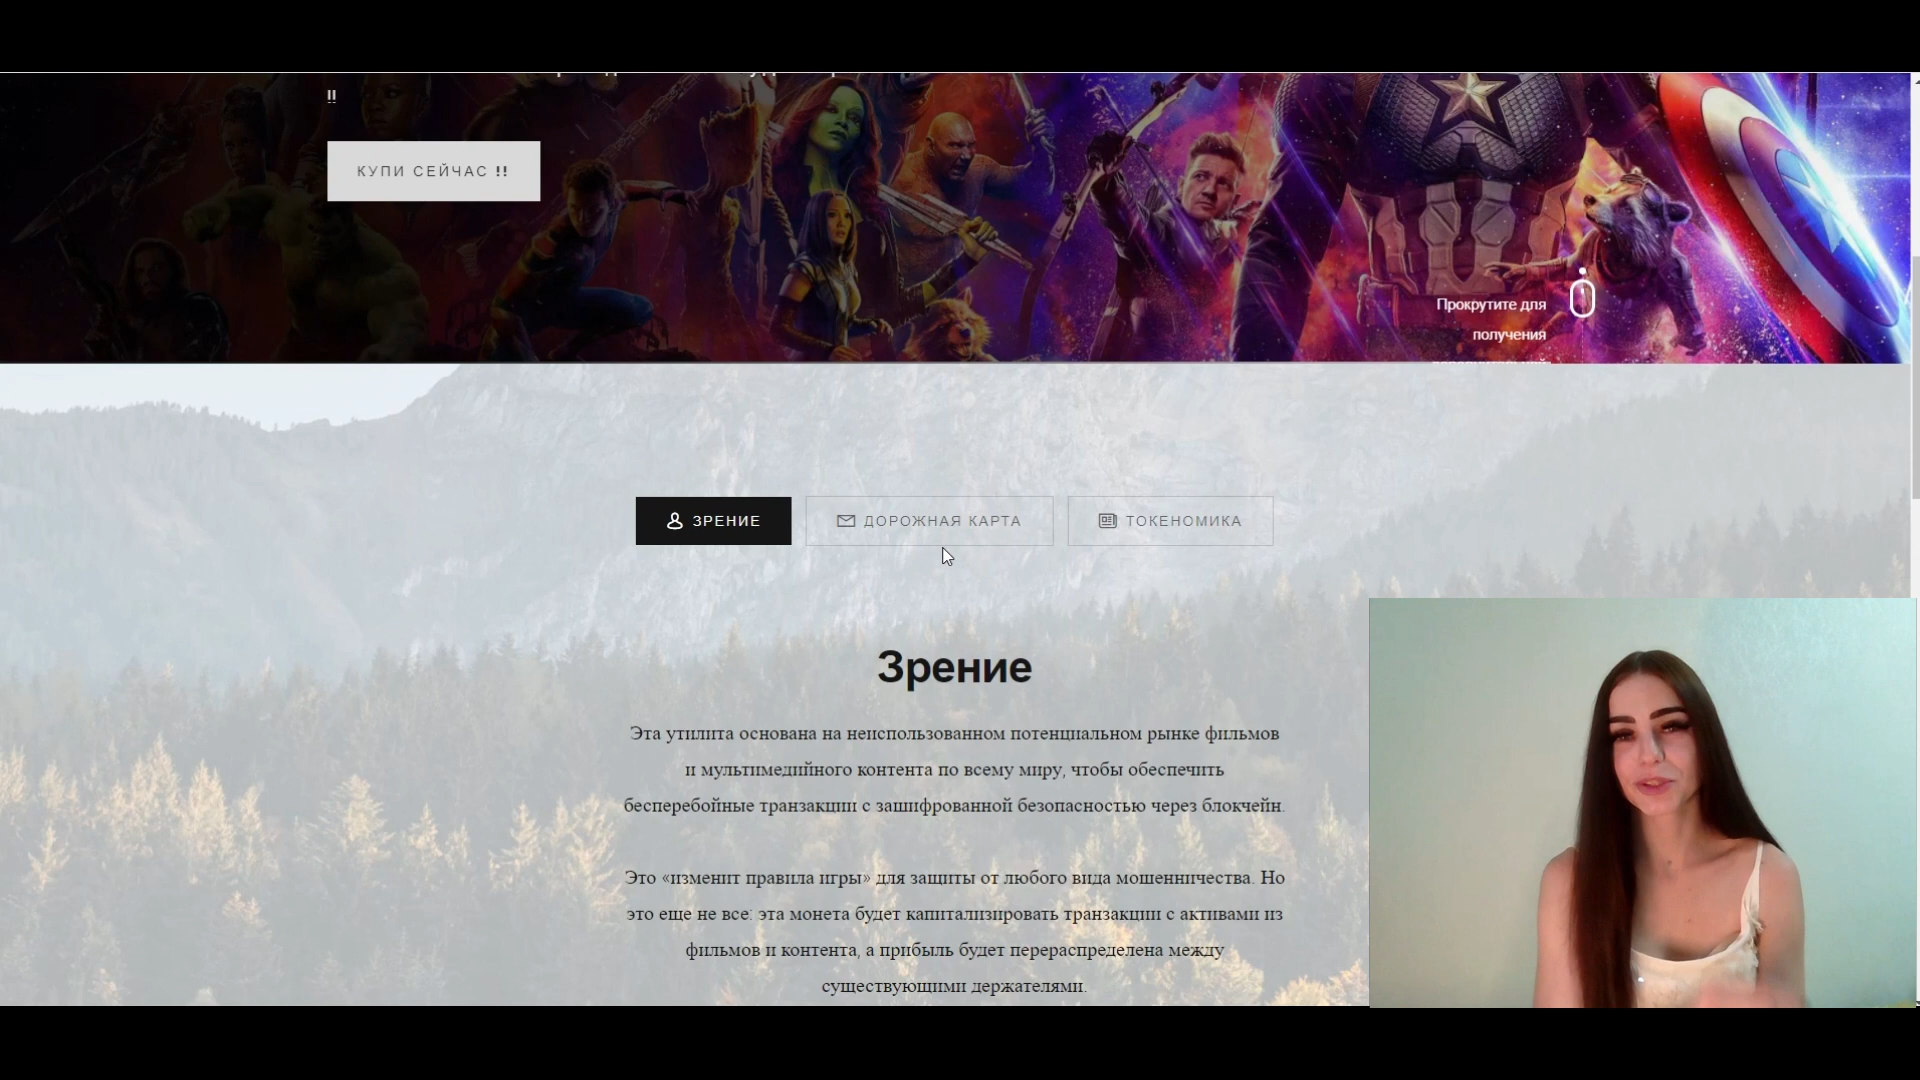 !!
КУПИ СЕЙЧАС !!
Прокрутите для
получения
ЗРЕНИЕ
ДОРОЖНАЯ КАРТА
ТОКЕНОМИКА
Зрение
Эта утилита основана на неиспользованном потенциальном рынке фильмов
и мультимедийного контента по всему миру, чтобы обеспечить
бесперебойные транзакции с зашифрованной безопасностью через блокчейн.
Это «изменит правила игры» для защиты от любого вида мошенничества. Но
это еще не все: эта монета будет капитализировать транзакции с активами из
фильмов и контента, а прибыль будет перераспределена между
существующими держателями.